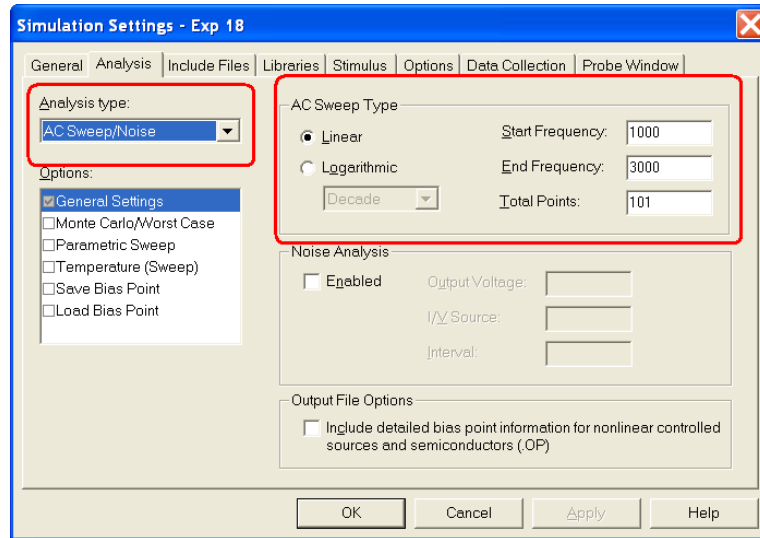 Simulation Settings - Exp 18
General Analysis Include Files Libraries Stimulus Options Data Collection Probe Window
Analysis type:
AC Sweep/Noise
Options:
General Settings
Monte Carlo/Worst Case
Parametric Sweep
Temperature (Sweep)
Save Bias Point
Load Bias Point
AC Sweep Type
Linear
Logarithmic
Decade
Start Frequency: 1000
End Frequency: 3000
Total Points: 101
Noise Analysis
Enabled
Output Voltage:
I/V Source:
Interval:
Output File Options
Include detailed bias point information for nonlinear controlled
sources and semiconductors (.OP)
OK Cancel Apply Help